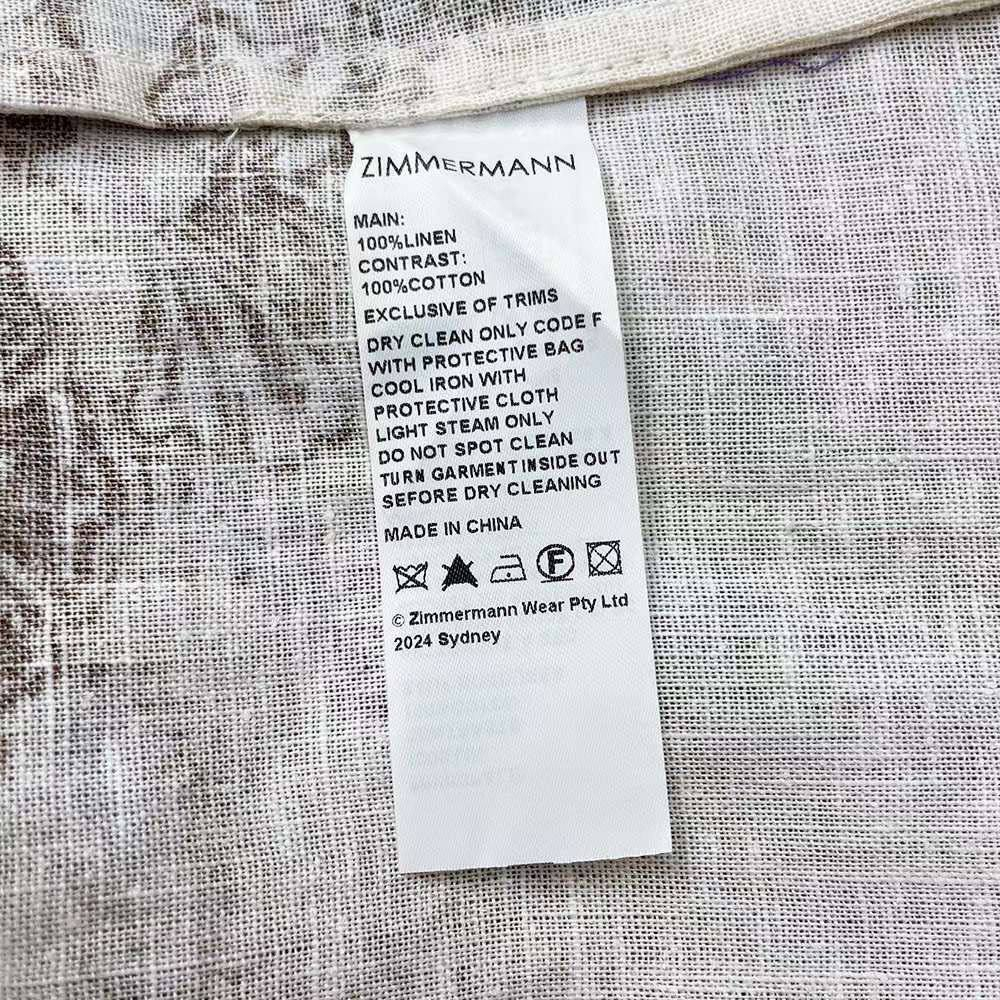 ZIMMERMANN
MAIN:
100%LINEN
CONTRAST:
100%COTTON
EXCLUSIVE OF TRIMS
DRY CLEAN ONLY CODE F
WITH PROTECTIVE BAG
COOL IRON WITH
PROTECTIVE CLOTH
LIGHT STEAM ONLY
DO NOT SPOT CLEAN
TURN GARMENT INSIDE OUT
SEFORE DRY CLEANING
MADE IN CHINA
F
© Zimmermann Wear Pty Ltd
2024 Sydney